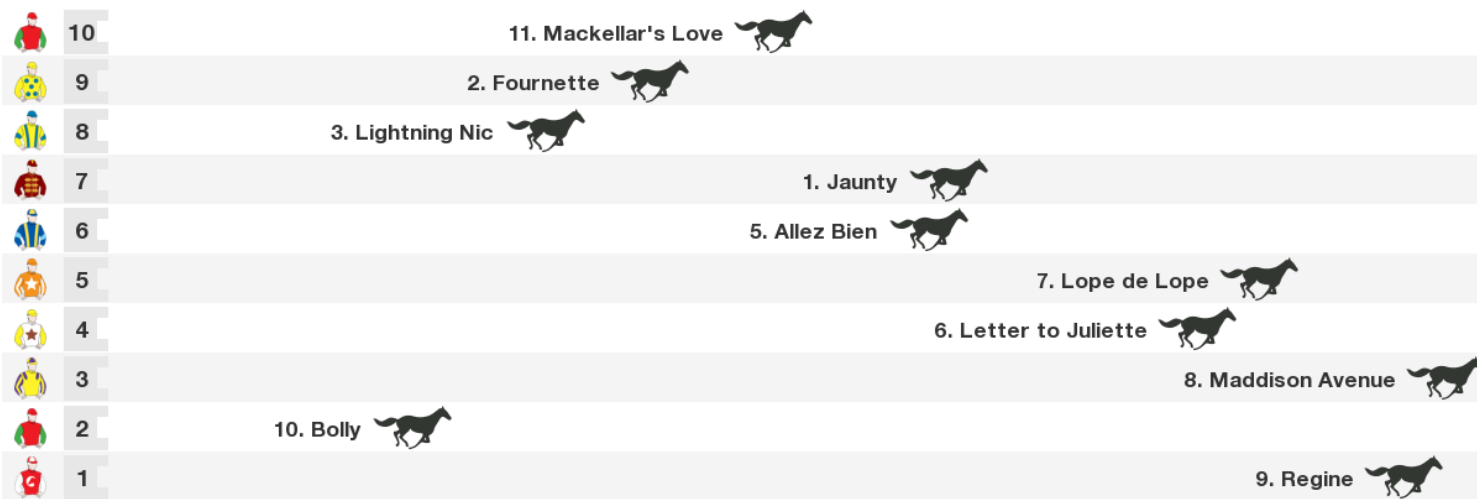 10 11. Mackellar's Love
9 2. Fournette
8 3. Lightning Nic
7 1. Jaunty
6 5. Allez Bien
5 7. Lope de Lope
4 6. Letter to Juliette
3 8. Maddison Avenue
2 10. Bolly
1 9. Regine